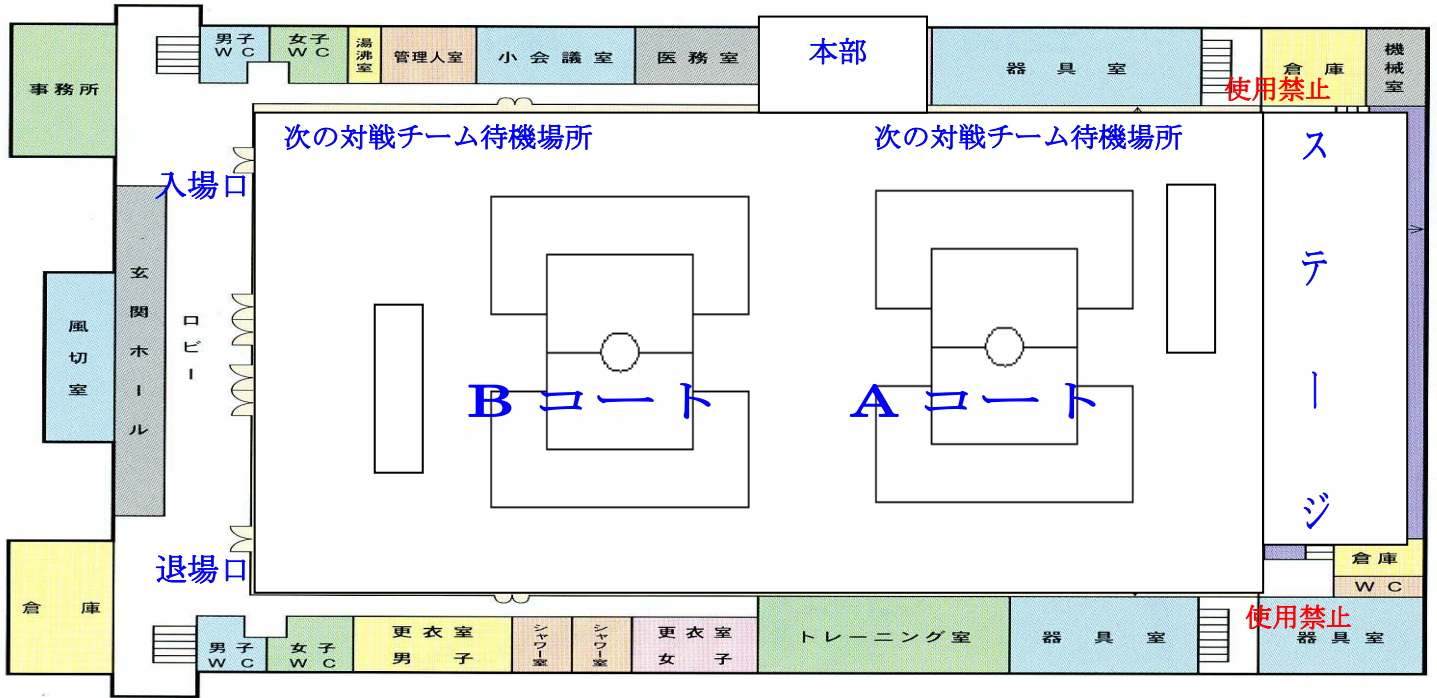 男子
WC
女子
WC
湯沸室
管理人室
小会議室
医務室
本部
器具室
倉庫
機械室
使用禁止
事務所
次の対戦チーム待機場所
次の対戦チーム待機場所
入場口
ステージ
玄関ホール
風切室
ロビー
Bコート
Aコート
退場口
倉庫
倉庫
WC
使用禁止
男子
WC
女子
WC
更衣室
男子
シャワー室
シャワー室
更衣室
女子
トレーニング室
器具室
器具室